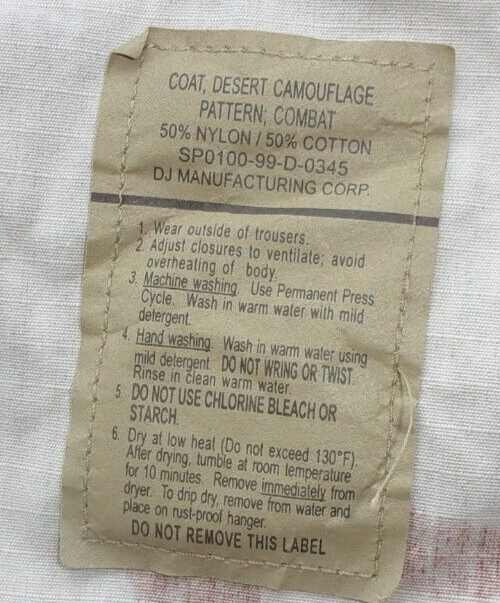 COAT, DESERT CAMOUFLAGE
PATTERN; COMBAT
50% NYLON / 50% COTTON
SP0100-99-D-0345
DJ MANUFACTURING CORP.
1. Wear outside of trousers.
2. Adjust closures to ventilate; avoid
overheating of body.
3. Machine washing. Use Permanent Press
Cycle. Wash in warm water with mild
detergent.
4. Hand washing. Wash in warm water using
mild detergent. DO NOT WRING OR TWIST.
Rinse in clean warm water.
5. DO NOT USE CHLORINE BLEACH OR
STARCH.
6. Dry at low heat (Do not exceed 130°F).
After drying, tumble at room temperature
for 10 minutes. Remove immediately from
dryer. To drip dry, remove from water and
place on rust-proof hanger.
DO NOT REMOVE THIS LABEL